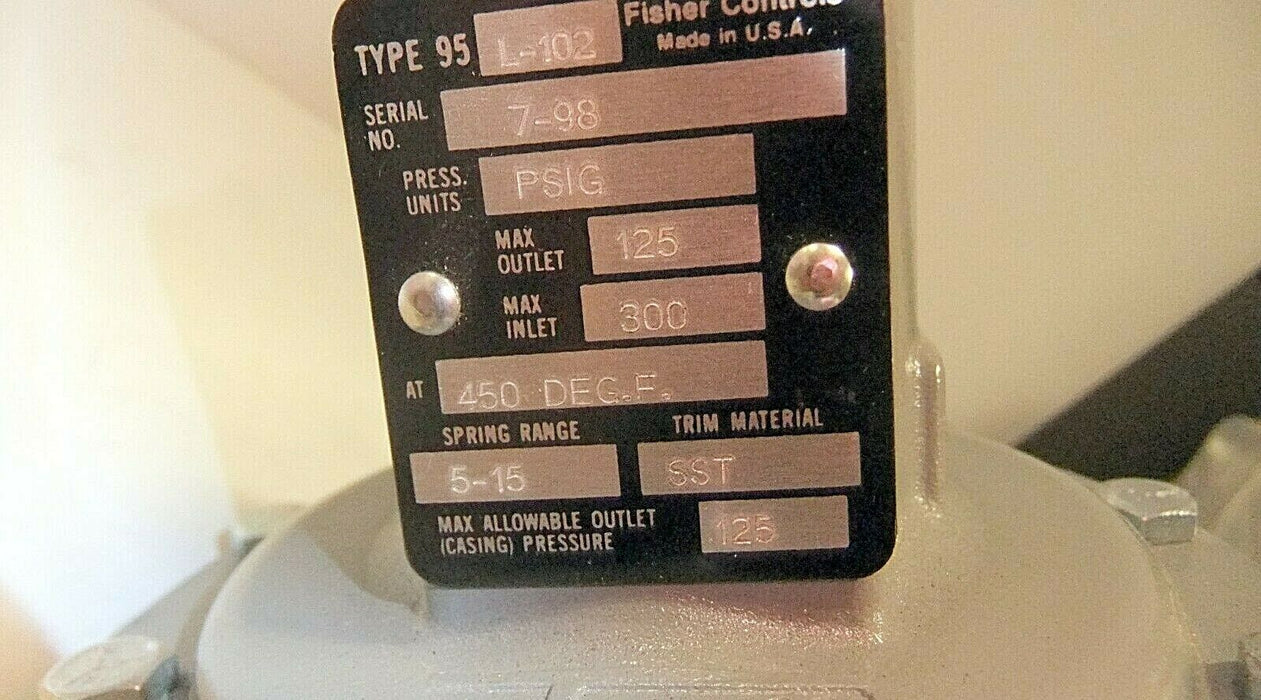 Fisher Controls
TYPE 95 L-102
Made in U.S.A.
SERIAL NO. 7-98
PRESS. UNITS PSIG
MAX OUTLET 125
MAX INLET 300
AT 450 DEG.F.
SPRING RANGE TRIM MATERIAL
5-15 SST
MAX ALLOWABLE OUTLET
(CASING) PRESSURE 125